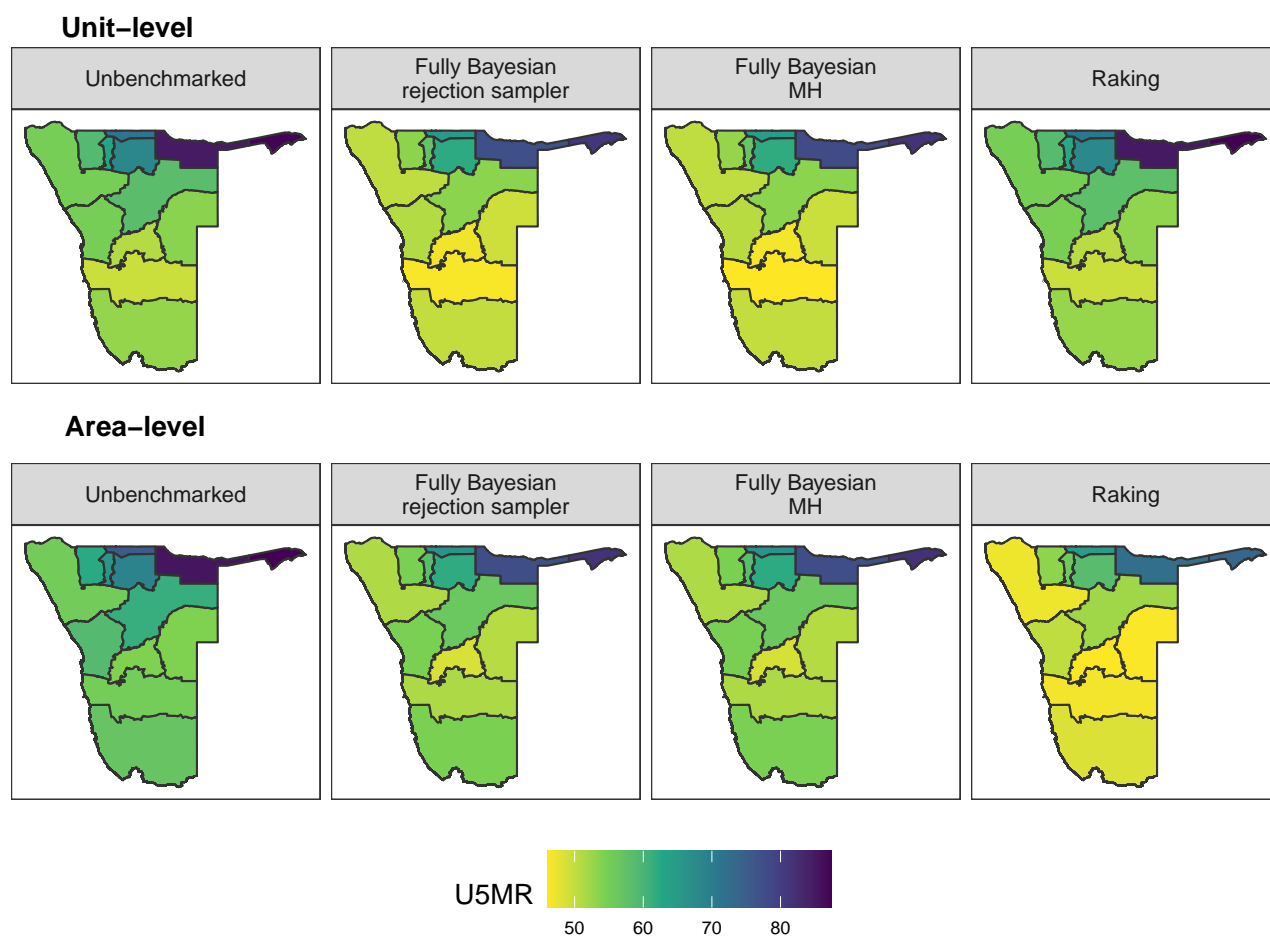 Unit−level
Unbenchmarked
Fully Bayesian
rejection sampler
Fully Bayesian
MH
Raking
Area−level
Unbenchmarked
Fully Bayesian
rejection sampler
Fully Bayesian
MH
Raking
U5MR
50 60 70 80